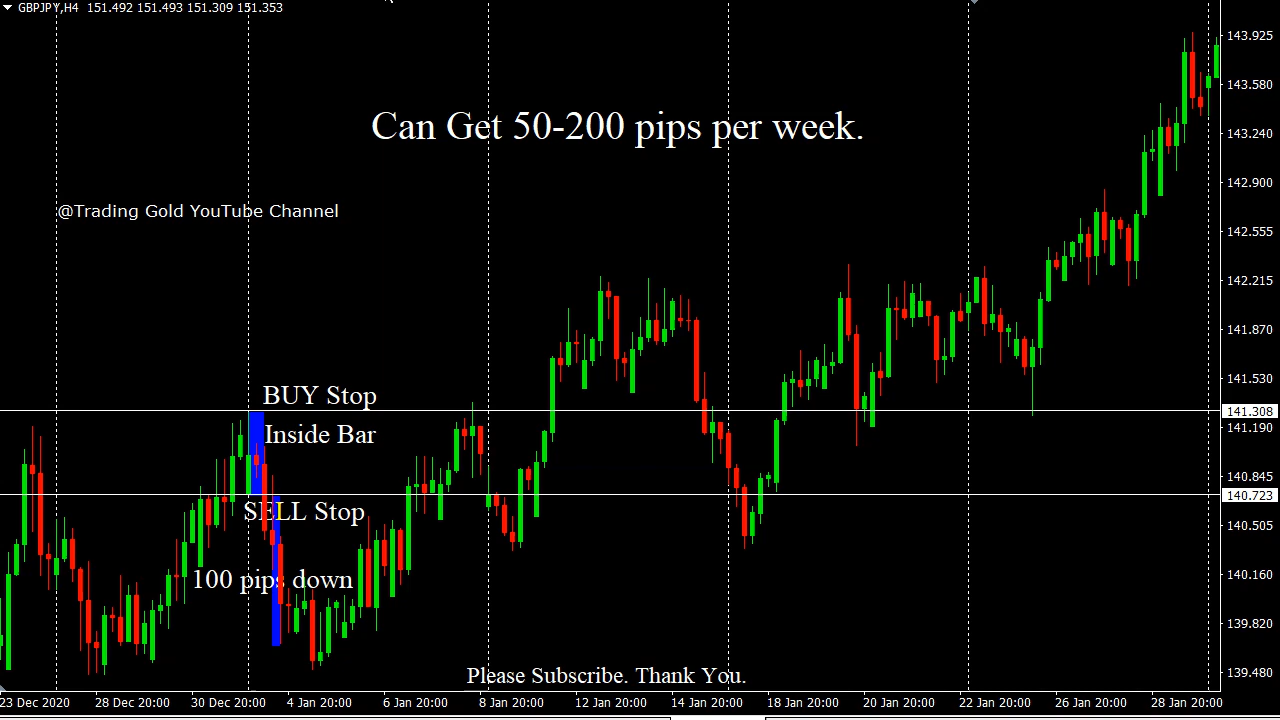 GBPJPY,H4 151.492 151.493 151.309 151.353
143.925
143.580
Can Get 50-200 pips per week.
143.240
142.900
@Trading Gold YouTube Channel
142.555
142.215
141.870
141.530
BUY Stop
141.308
141.190
Inside Bar
140.845
140.723
SELL Stop
140.505
100 pips down
140.160
139.820
139.480
Please Subscribe. Thank You.
23 Dec 2020 28 Dec 20:00 30 Dec 20:00 4 Jan 20:00 6 Jan 20:00 8 Jan 20:00 12 Jan 20:00 14 Jan 20:00 18 Jan 20:00 20 Jan 20:00 22 Jan 20:00 26 Jan 20:00 28 Jan 20:00